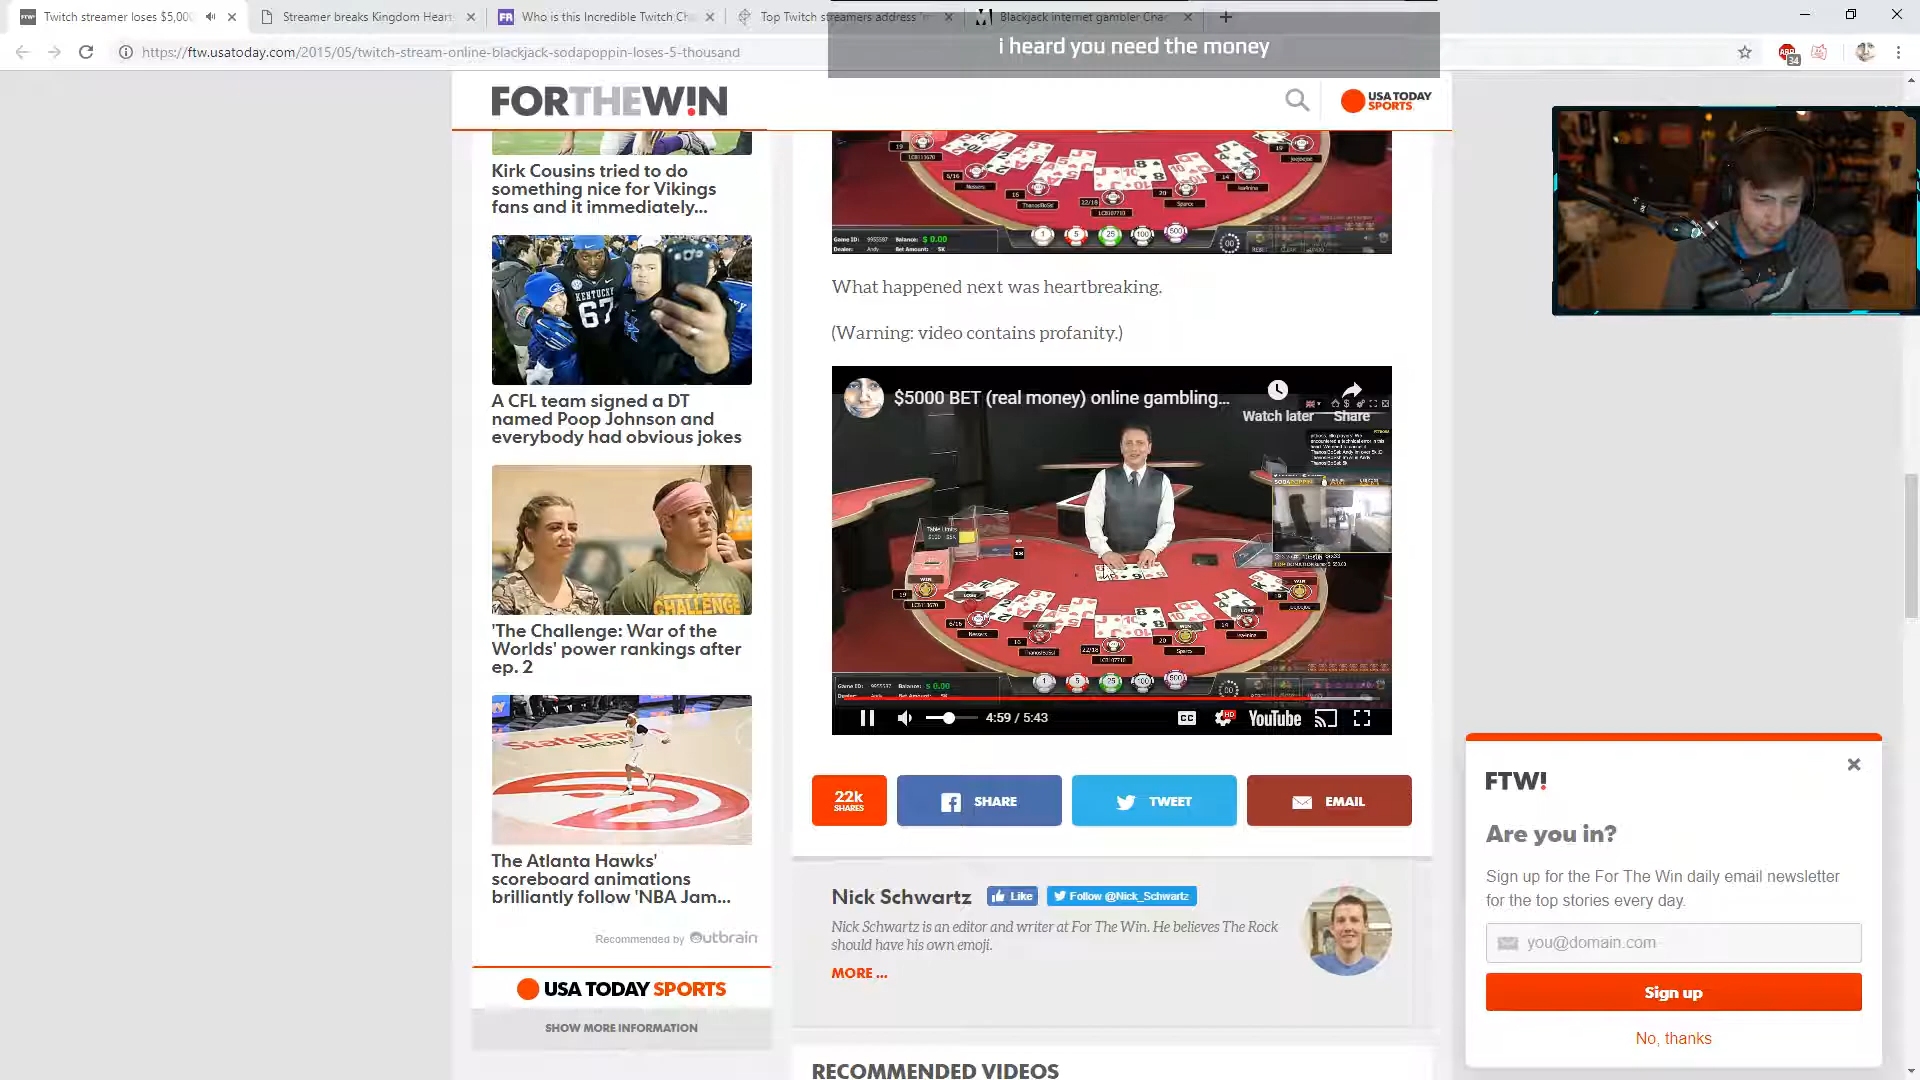 Twitch streamer loses $5,000
Streamer breaks Kingdom Heart
Who is this Incredible Twitch Ch
Top Twitch streamers address
Blackjack internet gambler Cha
https://ftw.usatoday.com/2015/05/twitch-stream-online-blackjack-sodapoppin-loses-5-thousand
i heard you need the money
34
FORTHEW!N
USA TODAY
SPORTS
Kirk Cousins tried to do
something nice for Vikings
fans and it immediately...
KENTUCKY
67
A CFL team signed a DT
named Poop Johnson and
everybody had obvious jokes
CHALLENGE
'The Challenge: War of the
Worlds' power rankings after
ep. 2
The Atlanta Hawks'
scoreboard animations
brilliantly follow 'NBA Jam...
Recommended by Outbrain
USA TODAY SPORTS
SHOW MORE INFORMATION
What happened next was heartbreaking.
(Warning: video contains profanity.)
$5000 BET (real money) online gambling...
Watch later
Share
SODAPOPPIN
4:59 / 5:43
CC
HD
YouTube
22k
SHARES
SHARE
TWEET
EMAIL
Nick Schwartz
Like
Follow @Nick_Schwartz
Nick Schwartz is an editor and writer at For The Win. He believes The Rock
should have his own emoji.
MORE ...
RECOMMENDED VIDEOS
FTW!
Are you in?
Sign up for the For The Win daily email newsletter
for the top stories every day.
you@domain.com
Sign up
No, thanks